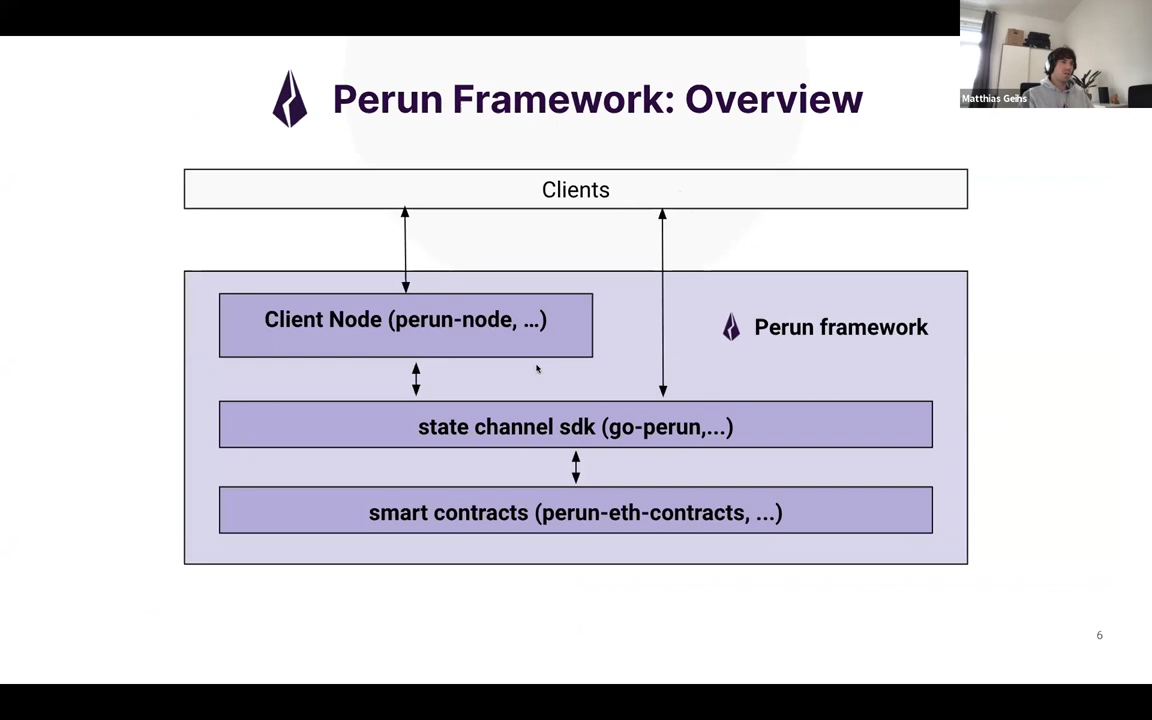 Perun Framework: Overview
Matthias Geihs
Clients
Client Node (perun-node, ...)
Perun framework
state channel sdk (go-perun,...)
smart contracts (perun-eth-contracts, ...)
6